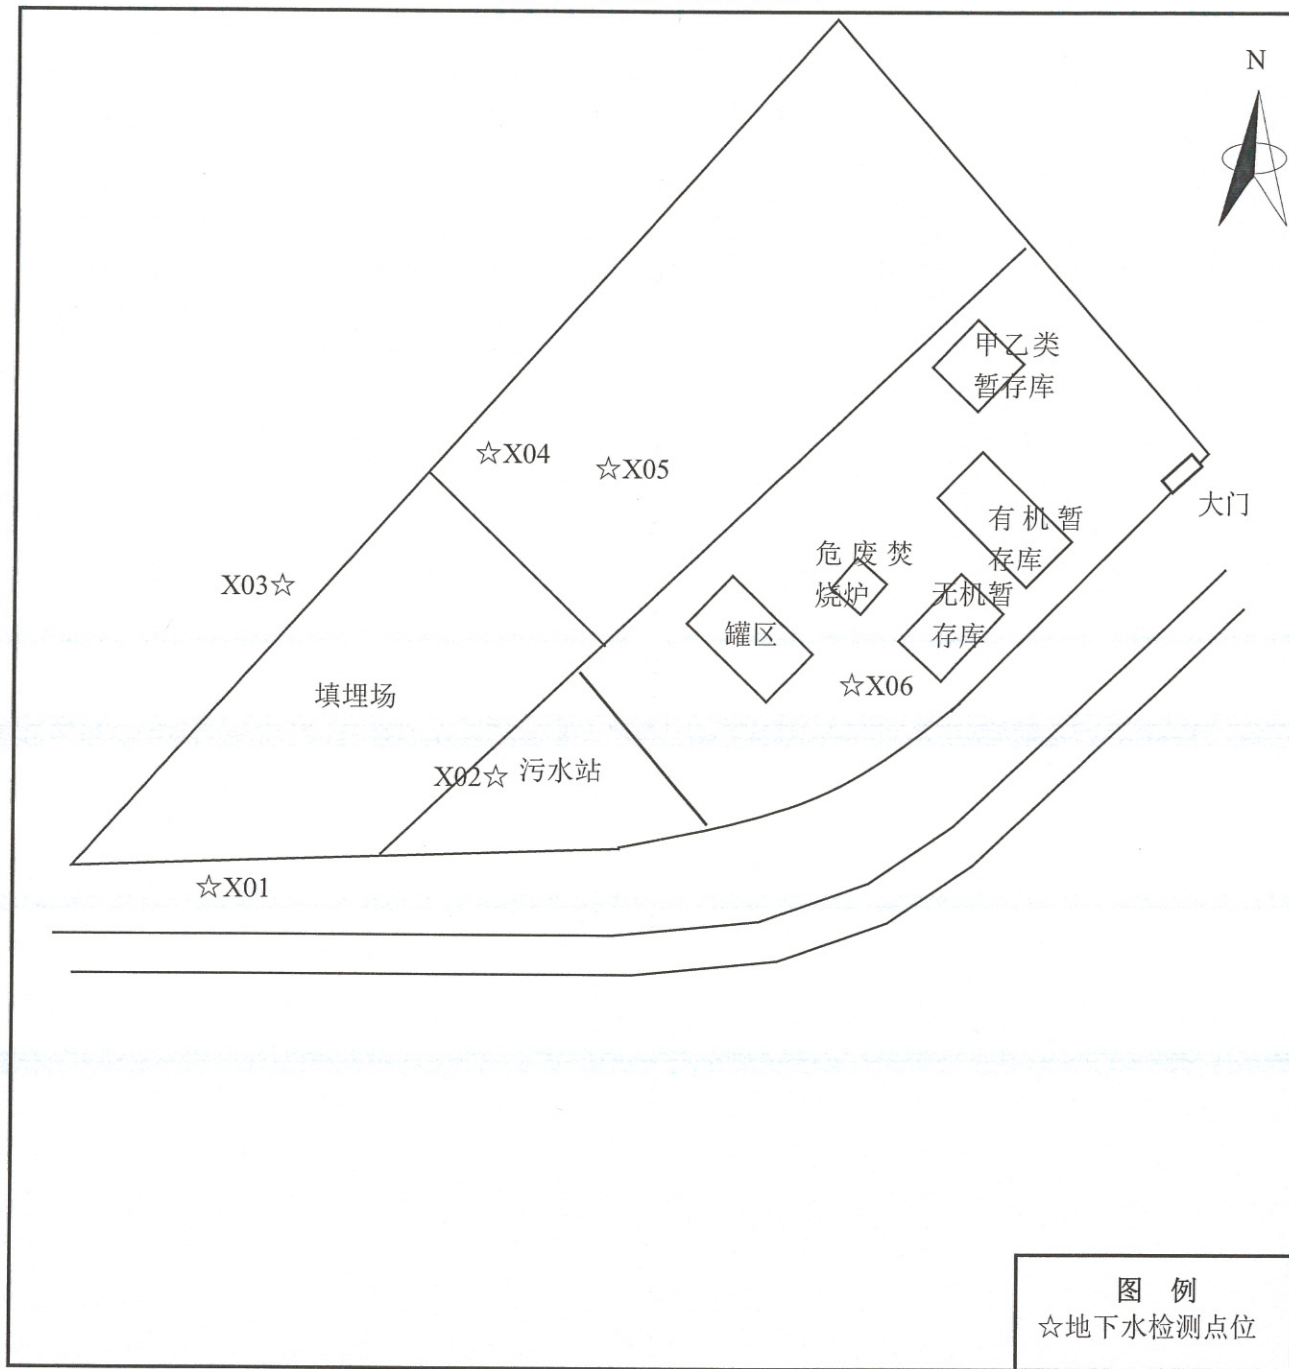 N
甲乙类
暂存库
☆X04
☆X05
大门
有机暂
存库
危废焚
烧炉
X03☆
无机暂
存库
罐区
☆X06
填埋场
X02☆
污水站
☆X01
图 例
☆地下水检测点位